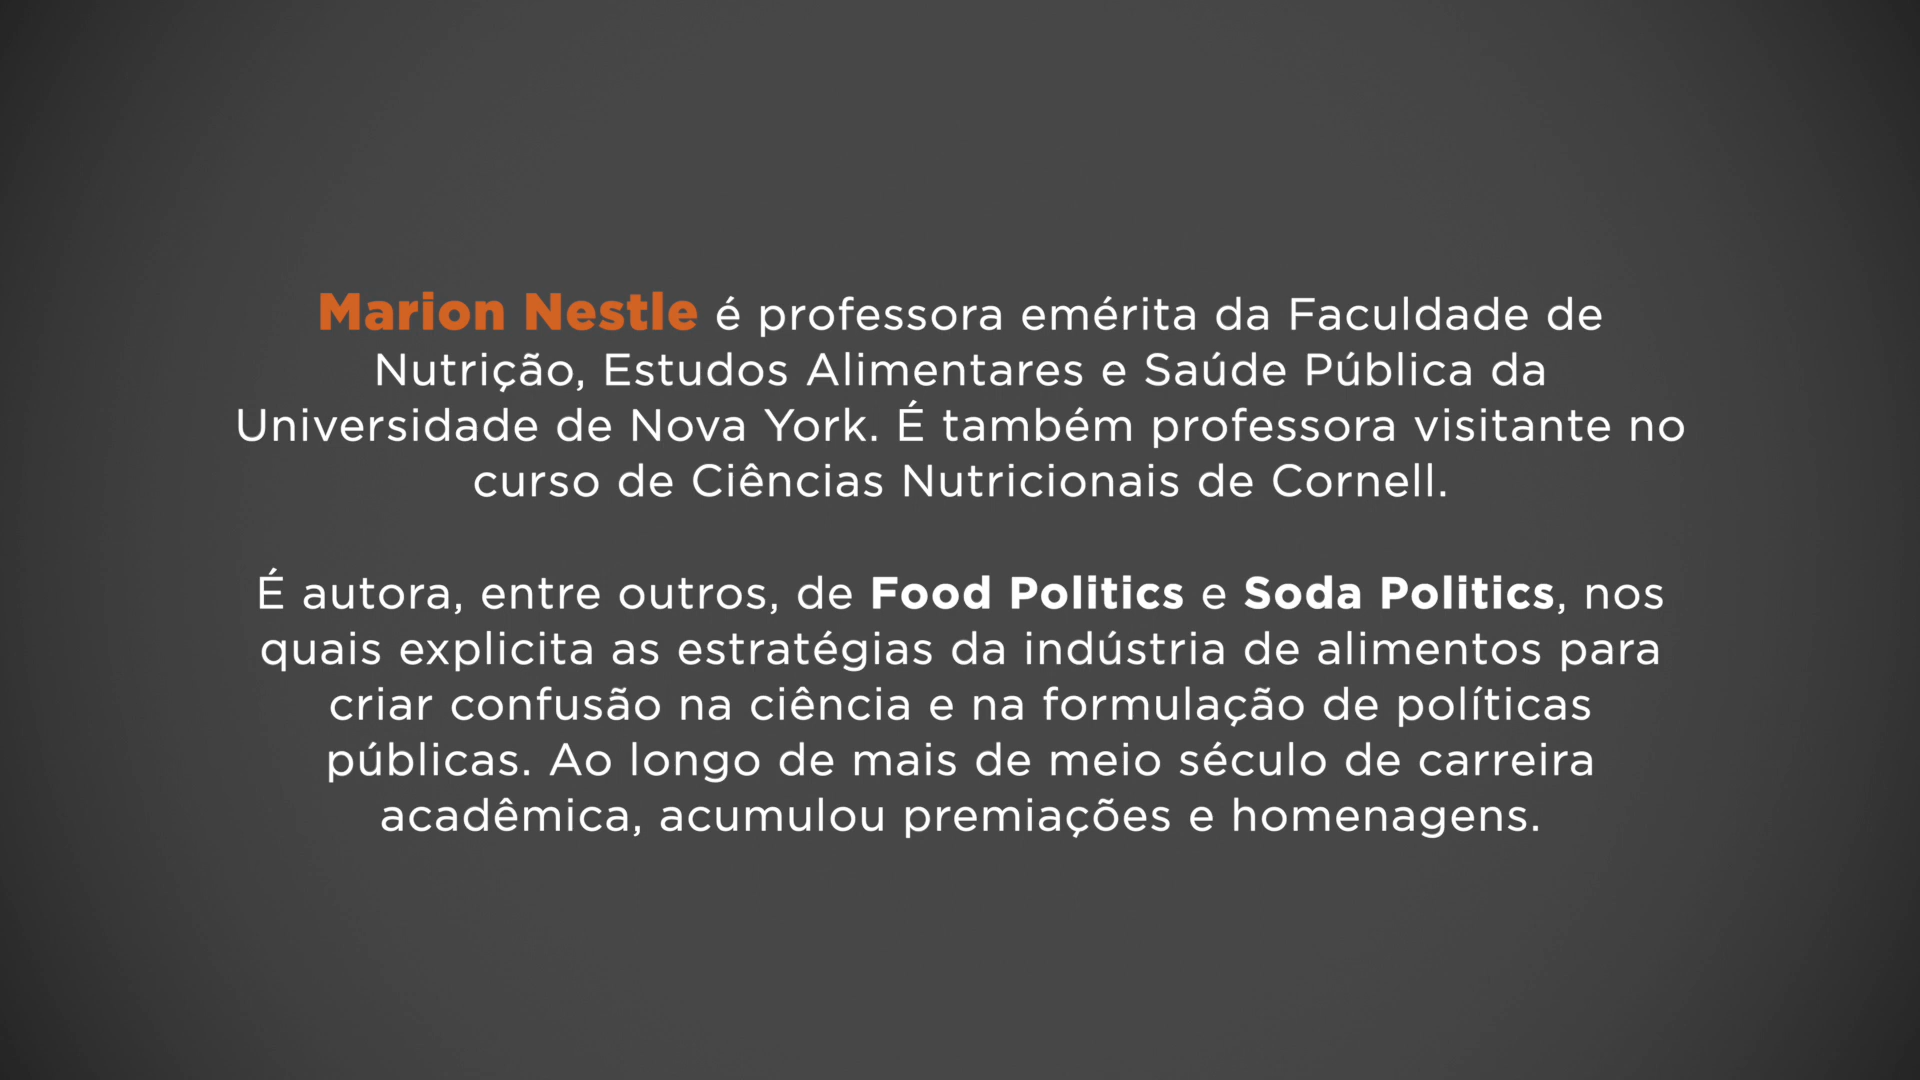 Marion Nestle é professora emérita da Faculdade de
Nutrição, Estudos Alimentares e Saúde Pública da
Universidade de Nova York. É também professora visitante no
curso de Ciências Nutricionais de Cornell.
É autora, entre outros, de Food Politics e Soda Politics, nos
quais explicita as estratégias da indústria de alimentos para
criar confusão na ciência e na formulação de políticas
públicas. Ao longo de mais de meio século de carreira
acadêmica, acumulou premiações e homenagens.